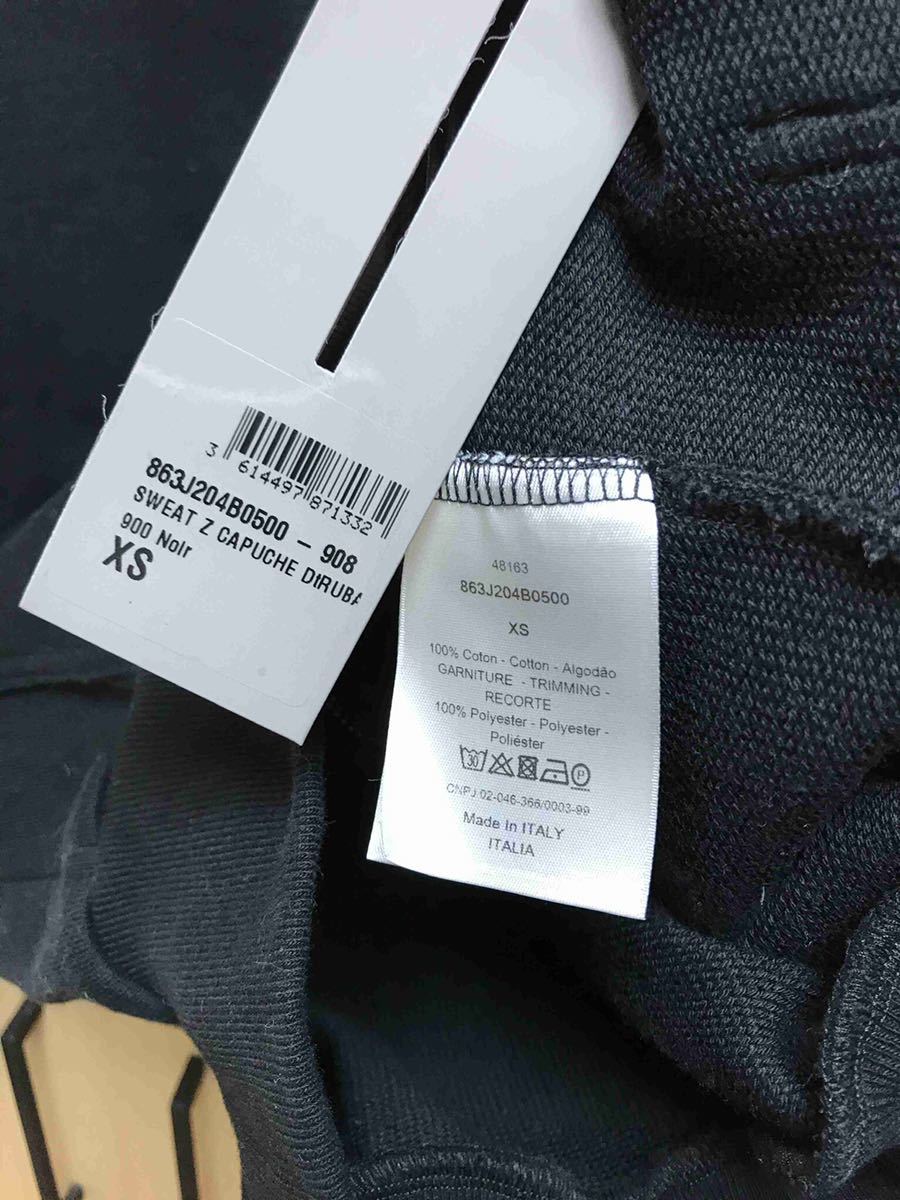 3 614497 871332
863J204B0500 – 908
SWEAT Z CAPUCHE D1RUBA
900 Noir
XS
48163
863J204B0500
XS
100% Coton - Cotton - Algodão
GARNITURE - TRIMMING -
RECORTE
100% Polyester - Polyester -
Poliéster
30 P
CNPJ 02-046-366/0003-99
Made In ITALY
ITALIA